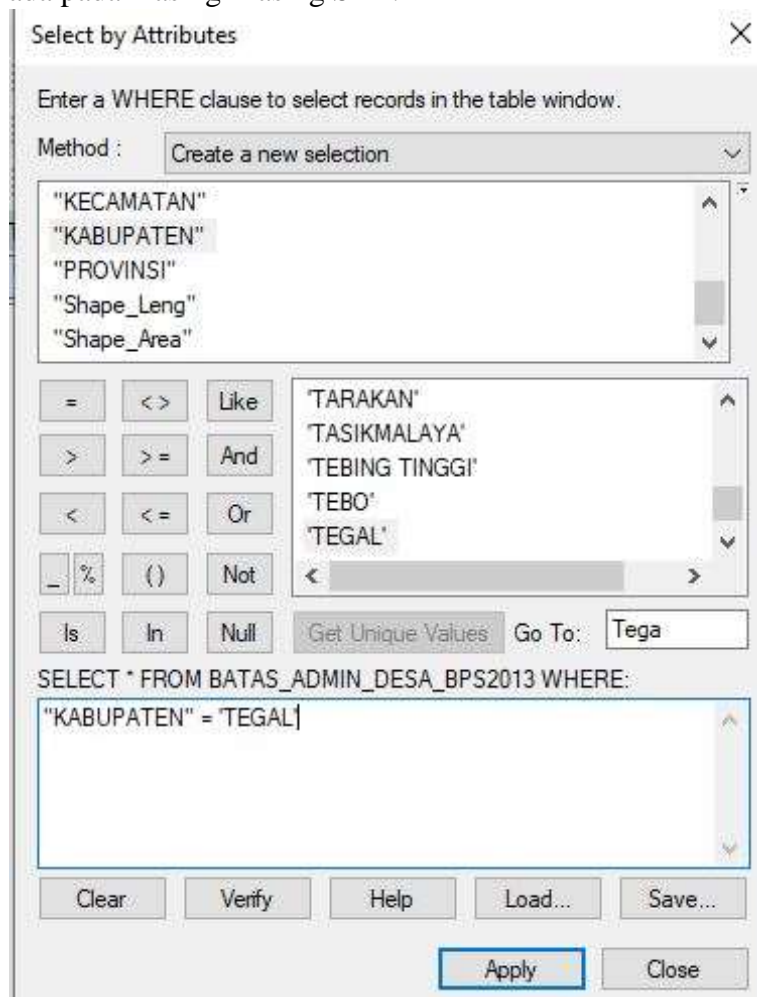 Select by Attributes
Enter a WHERE clause to select records in the table window.
Method : Create a new selection
"KECAMATAN"
"KABUPATEN"
"PROVINSI"
"Shape_Leng"
"Shape_Area"
= < > Like
> > = And
< < = Or
_ % ( ) Not
Is In Null
'TARAKAN'
'TASIKMALAYA'
'TEBING TINGGI'
'TEBO'
'TEGAL'
Get Unique Values Go To: Tega
SELECT * FROM BATAS_ADMIN_DESA_BPS2013 WHERE:
"KABUPATEN" = 'TEGAL'
Clear Verify Help Load... Save...
Apply Close